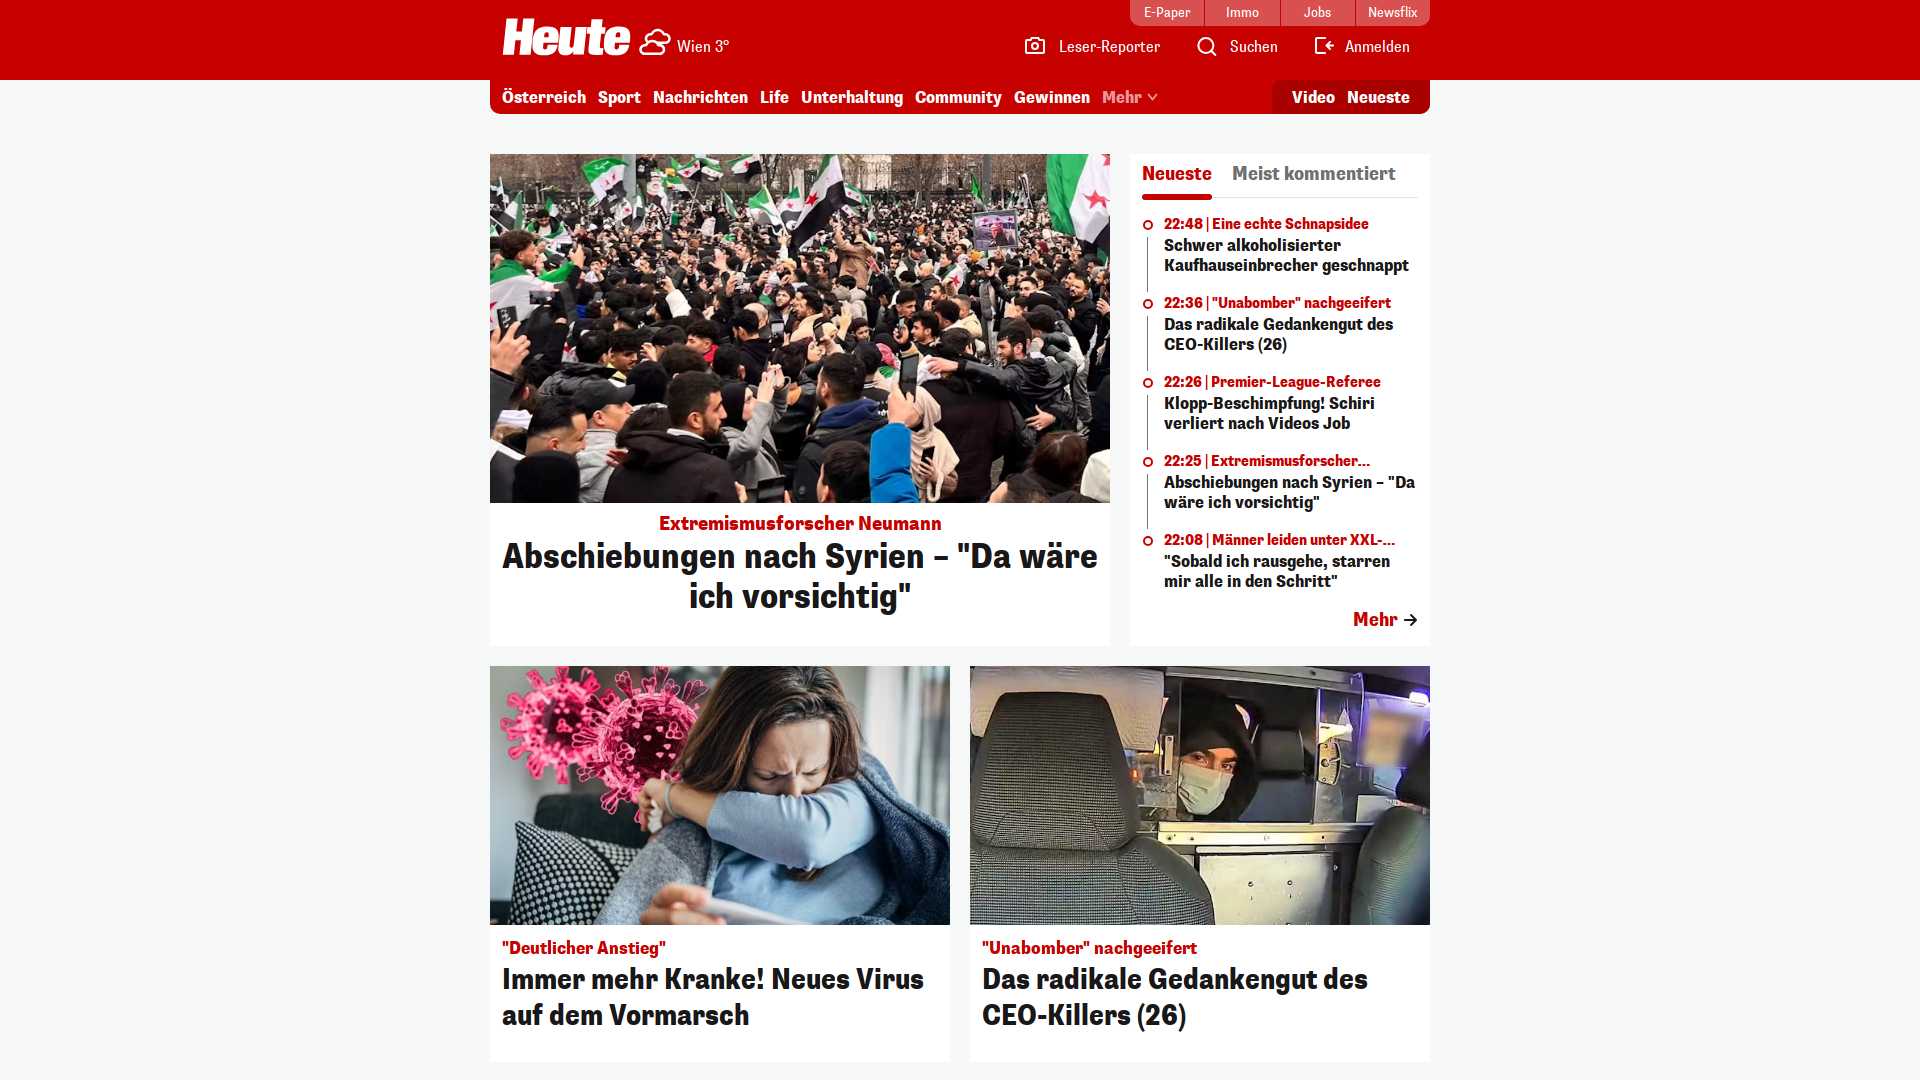 E-Paper
Immo
Jobs
Newsflix
Heute
Wien 3°
Leser-Reporter
Suchen
Anmelden
Österreich
Sport
Nachrichten
Life
Unterhaltung
Community
Gewinnen
Mehr
Video
Neueste
Extremismusforscher Neumann
Abschiebungen nach Syrien – "Da wäre
ich vorsichtig"
Neueste
Meist kommentiert
22:48 | Eine echte Schnapsidee
Schwer alkoholisierter
Kaufhauseinbrecher geschnappt
22:36 | "Unabomber" nachgeeifert
Das radikale Gedankengut des
CEO-Killers (26)
22:26 | Premier-League-Referee
Klopp-Beschimpfung! Schiri
verliert nach Videos Job
22:25 | Extremismusforscher...
Abschiebungen nach Syrien – "Da
wäre ich vorsichtig"
22:08 | Männer leiden unter XXL-...
"Sobald ich rausgehe, starren
mir alle in den Schritt"
Mehr
"Deutlicher Anstieg"
Immer mehr Kranke! Neues Virus
auf dem Vormarsch
"Unabomber" nachgeeifert
Das radikale Gedankengut des
CEO-Killers (26)